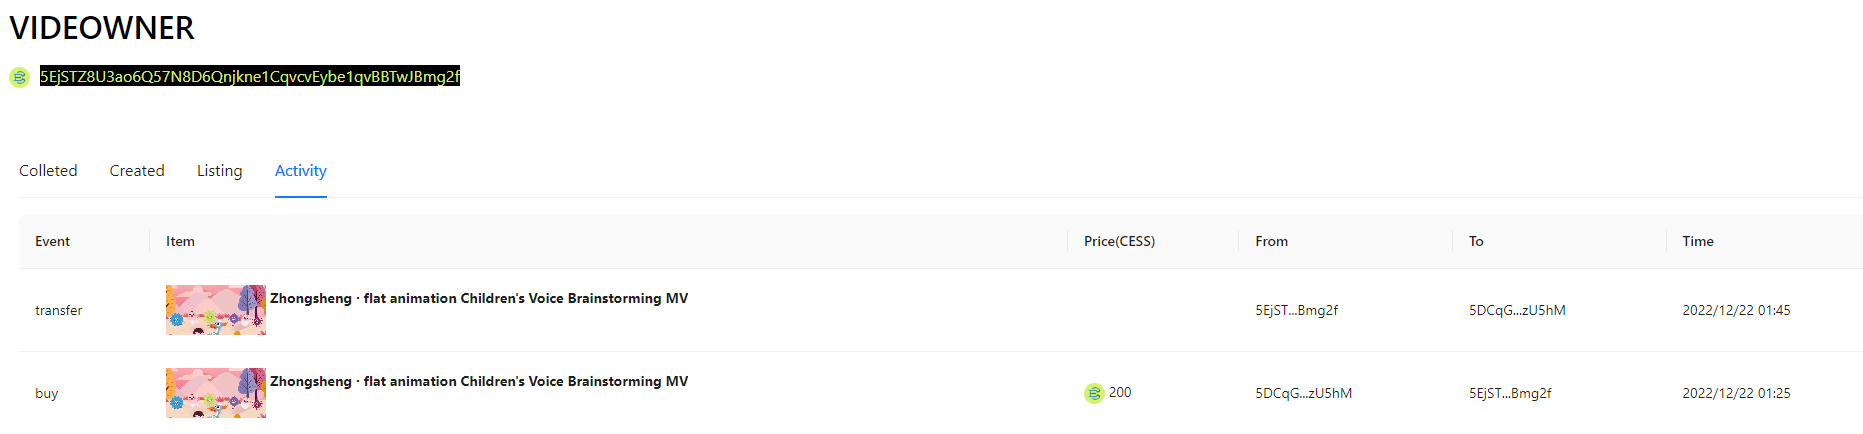 VIDEOWNER
5EjSTZ8U3ao6Q57N8D6Qnjkne1CqvcvEybe1qvBBTwJBmg2f
Colleted Created Listing Activity
Event Item Price(CESS) From To Time
transfer Zhongsheng · flat animation Children's Voice Brainstorming MV 5EjST...Bmg2f 5DCqG...zU5hM 2022/12/22 01:45
buy Zhongsheng · flat animation Children's Voice Brainstorming MV 200 5DCqG...zU5hM 5EjST...Bmg2f 2022/12/22 01:25